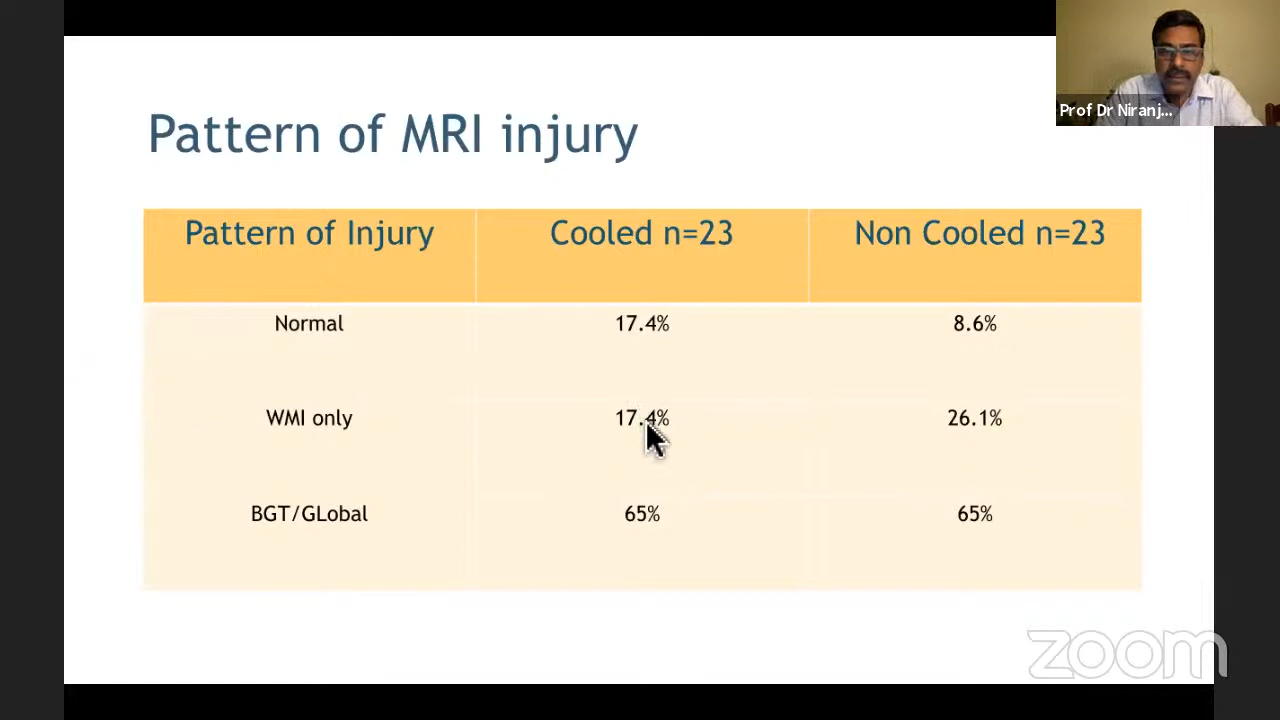 Prof Dr Niranj...
Pattern of MRI injury
Pattern of Injury Cooled n=23 Non Cooled n=23
Normal 17.4% 8.6%
WMI only 17.4% 26.1%
BGT/GLobal 65% 65%
zoom